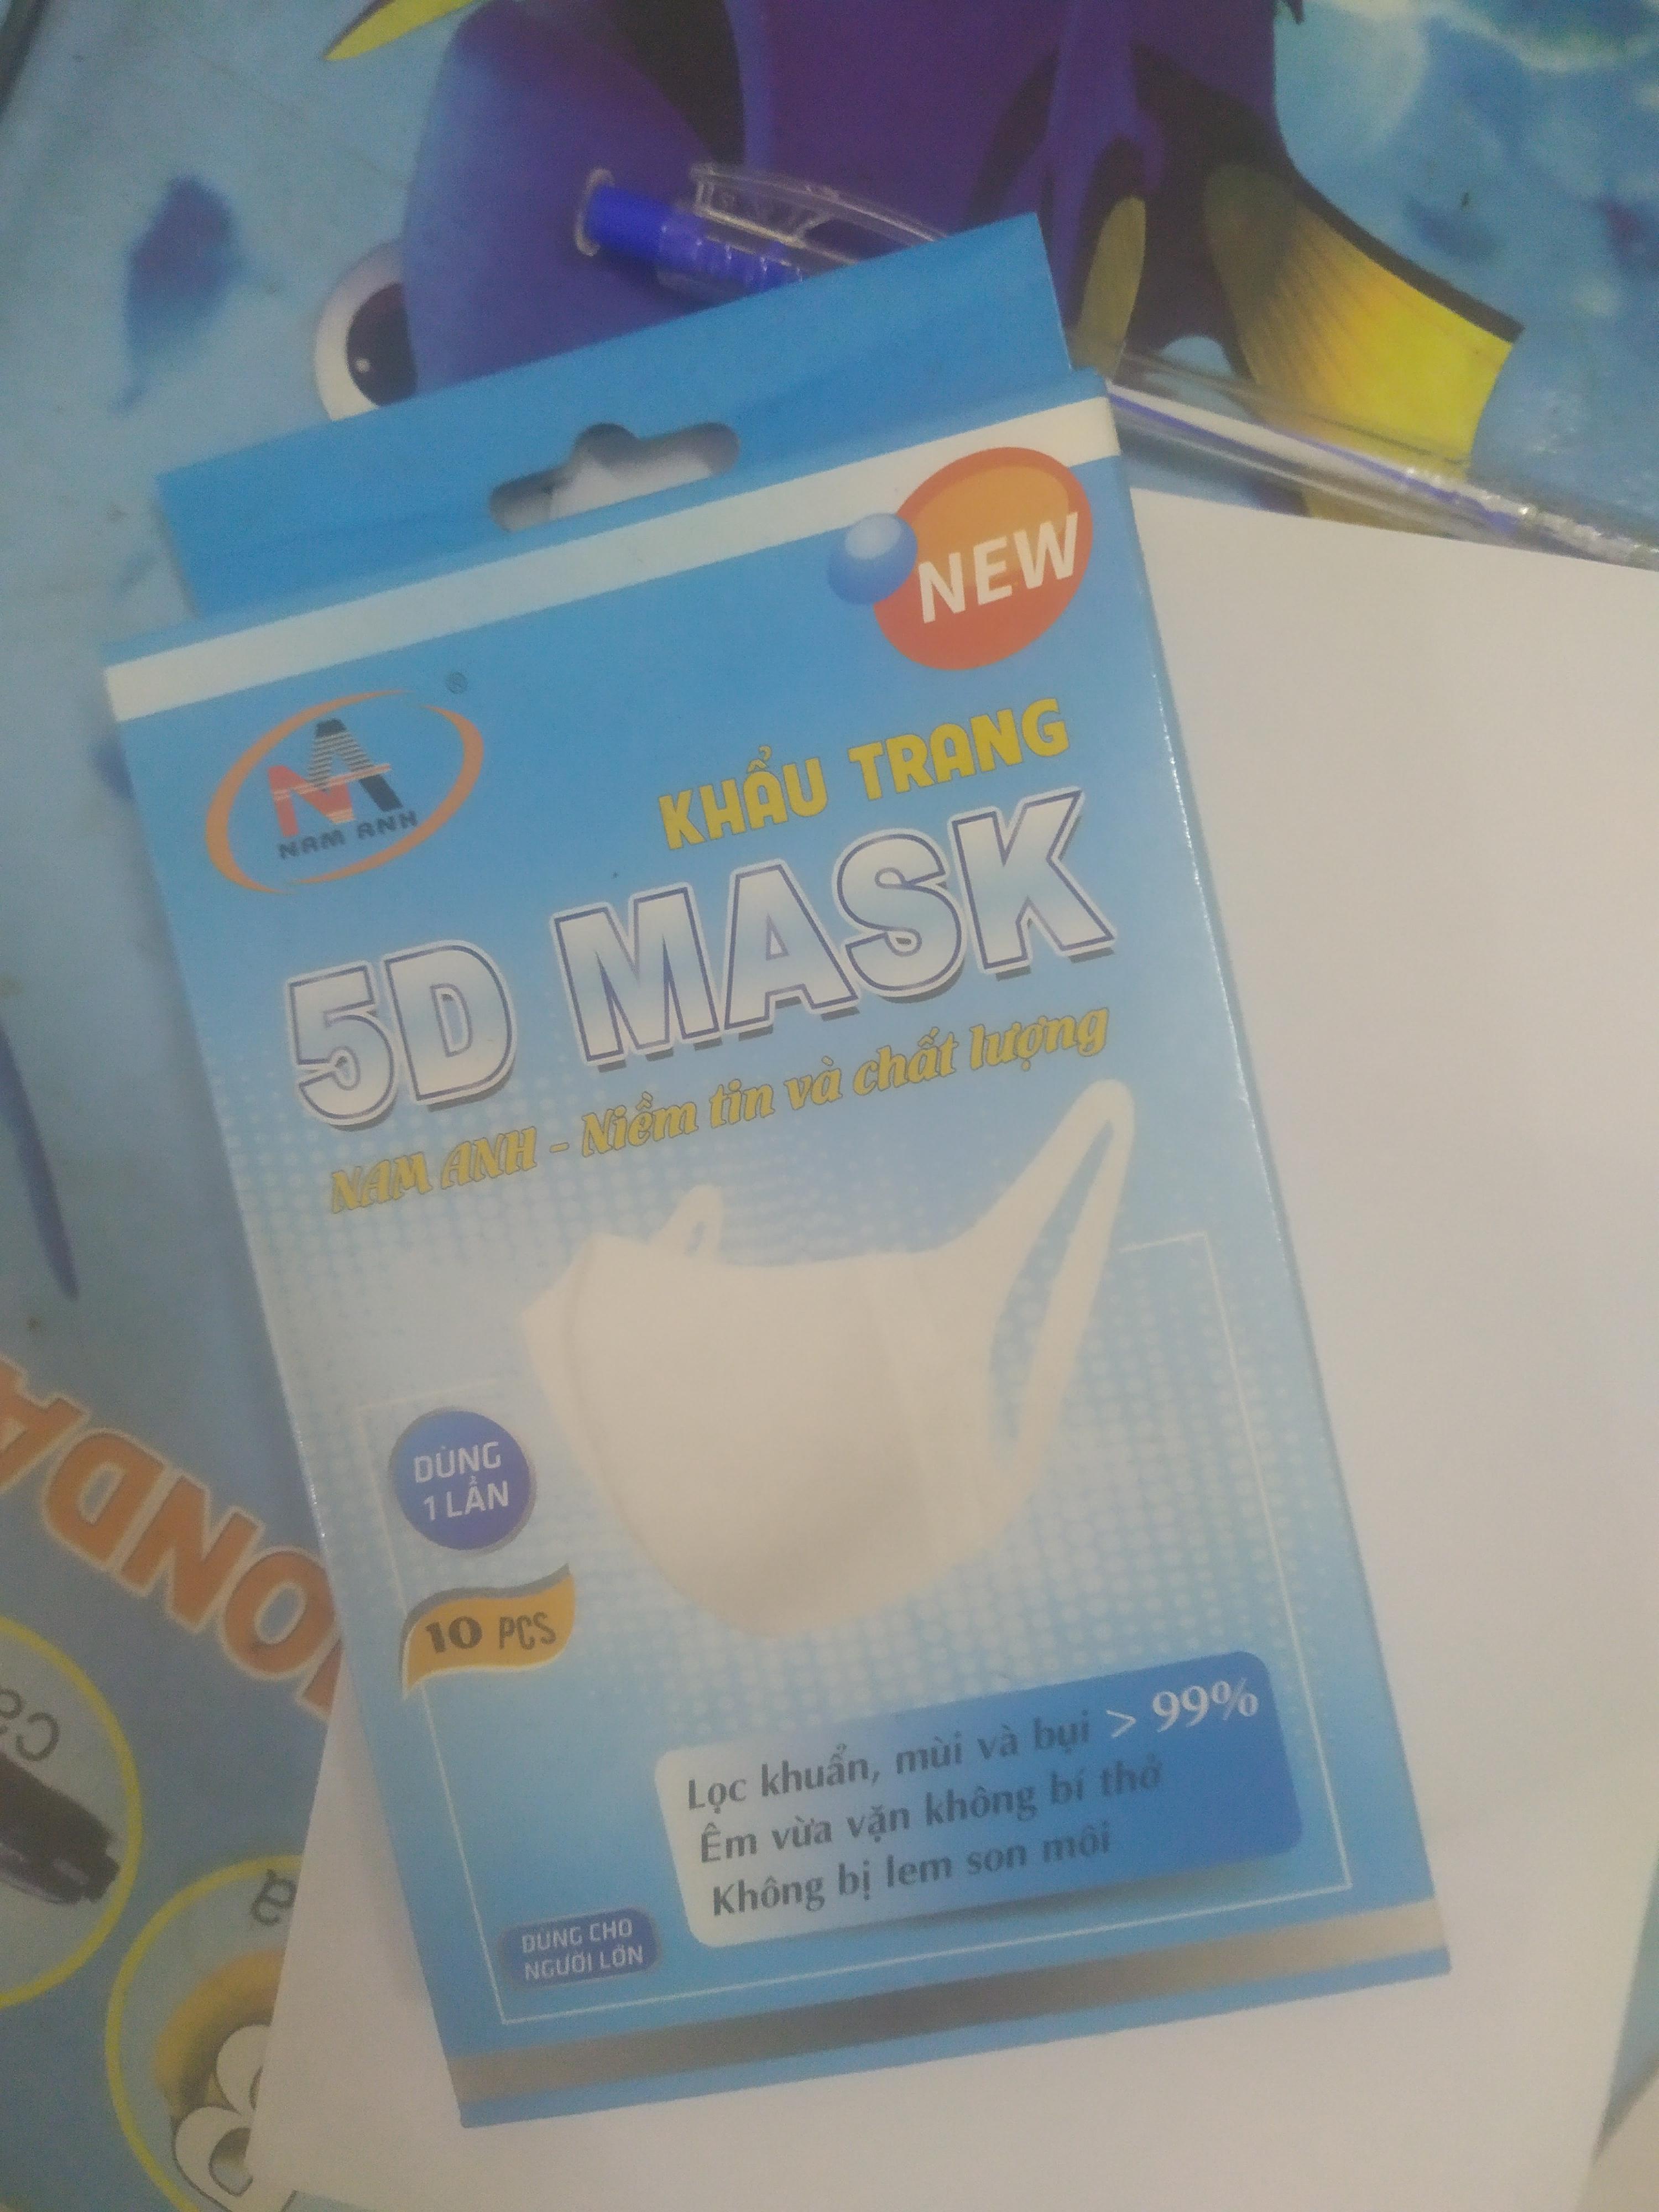 NEW
NA
NAM ANH
®
KHẨU TRANG
5D MASK
NAM ANH - Niềm tin và chất lượng
DÙNG
1 LẦN
10 PCS
Lọc khuẩn, mùi và bụi > 99%
Êm vừa vặn không bí thở
Không bị lem son môi
DÙNG CHO
NGƯỜI LỚN